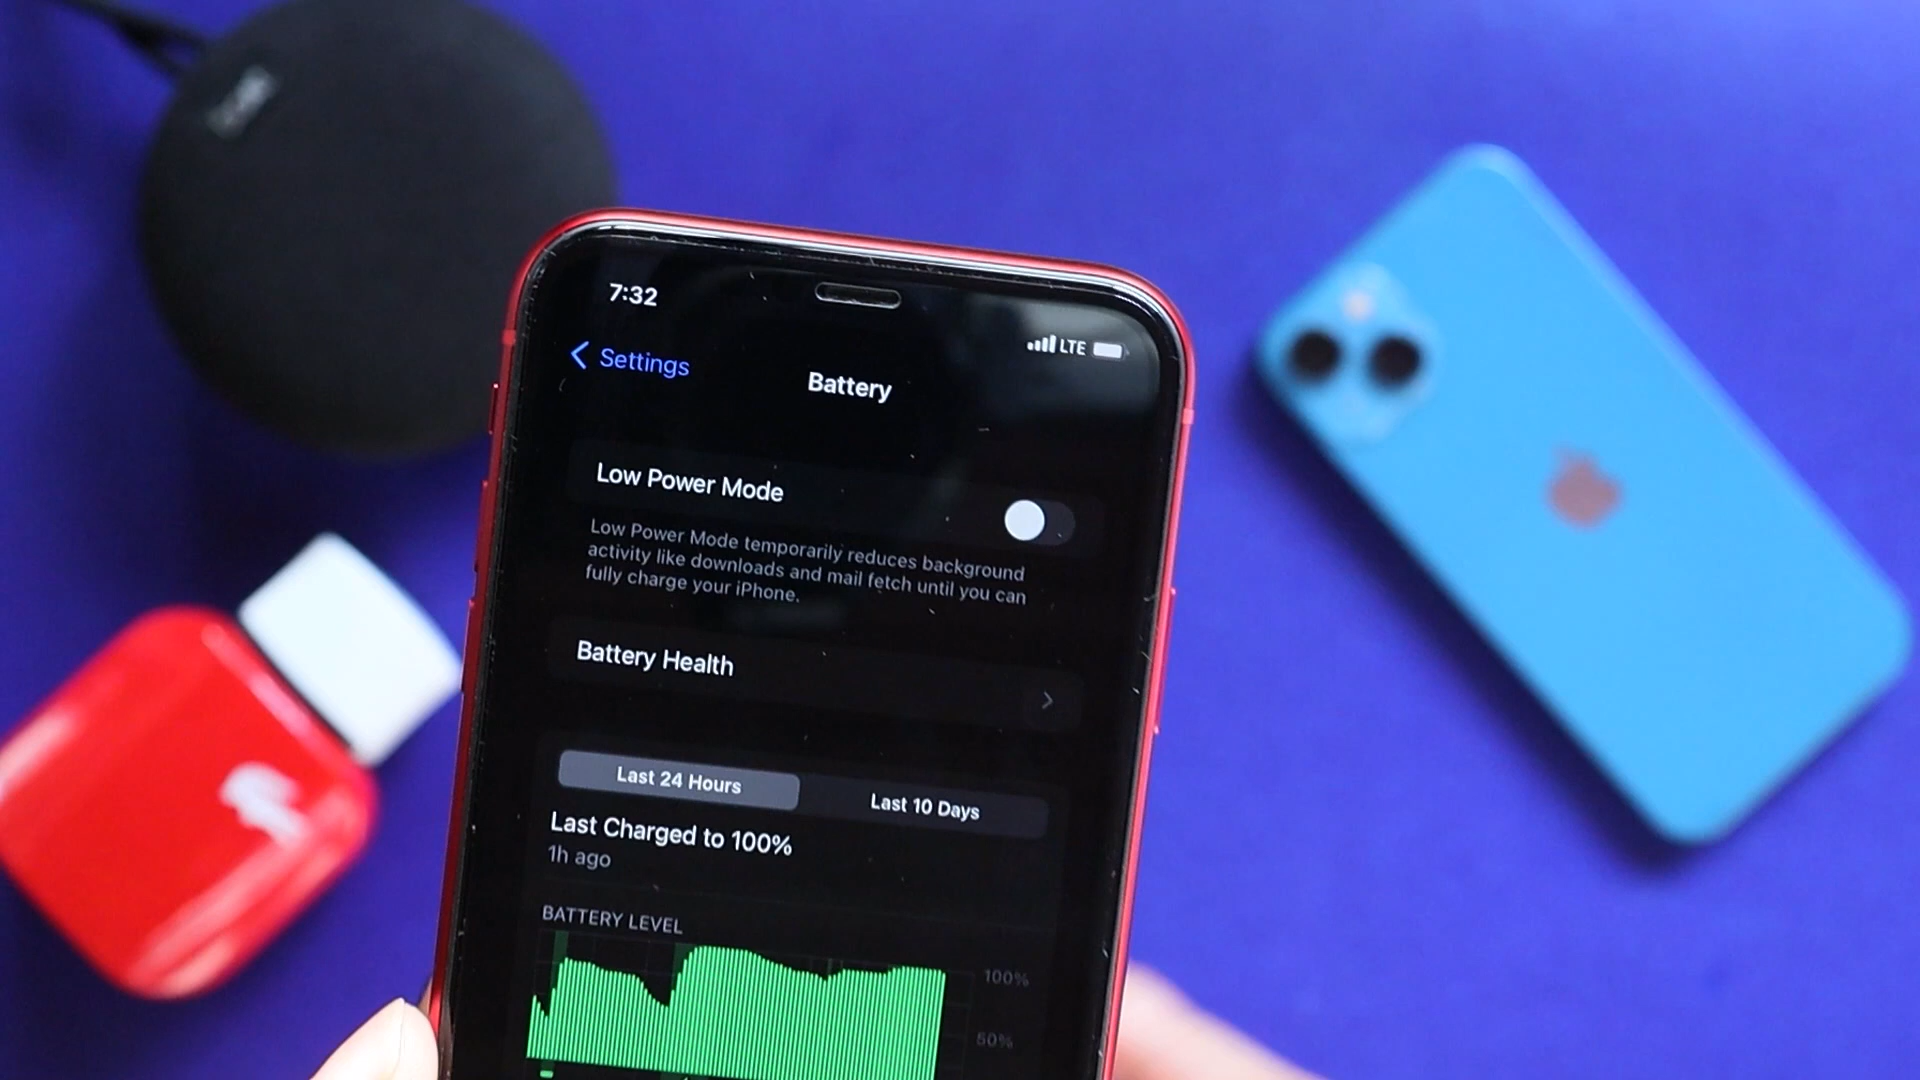 7:32
LTE
Settings
Battery
Low Power Mode
Low Power Mode temporarily reduces background
activity like downloads and mail fetch until you can
fully charge your iPhone.
Battery Health
Last 24 Hours
Last 10 Days
Last Charged to 100%
1h ago
BATTERY LEVEL
100%
50%